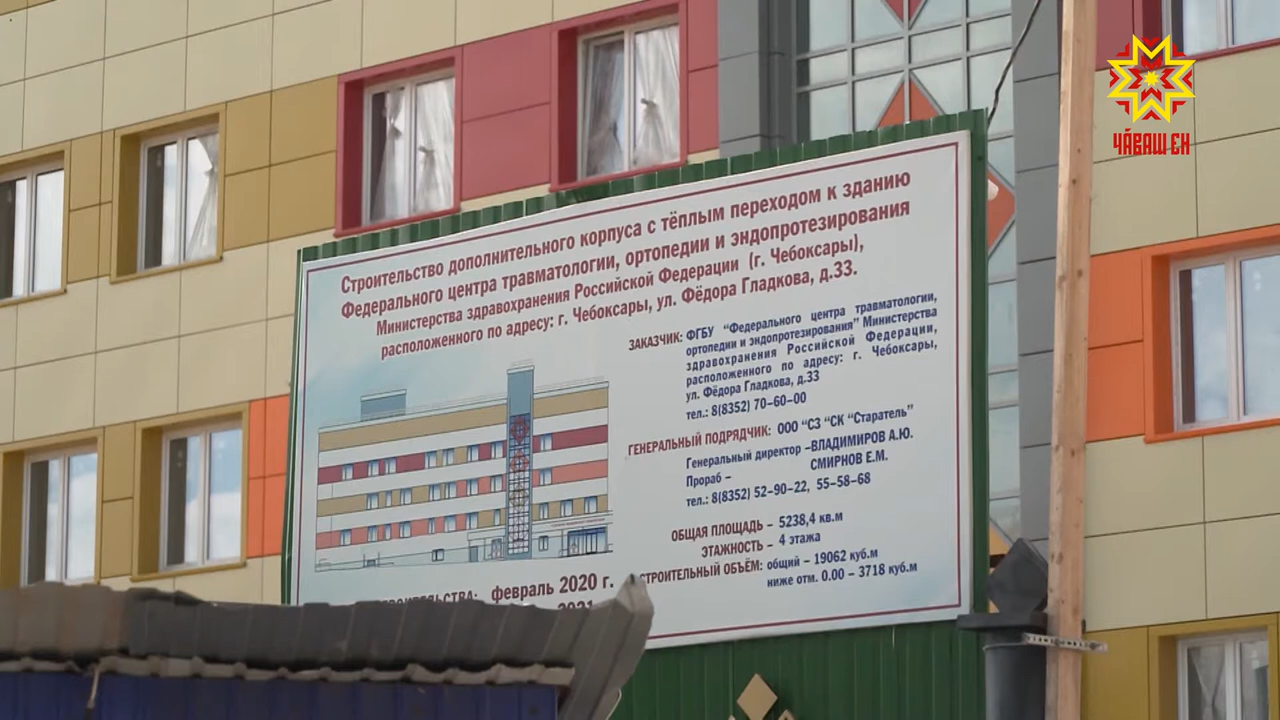 ЧӐВАШ ЕН
Строительство дополнительного корпуса с тёплым переходом к зданию
Федерального центра травматологии, ортопедии и эндопротезирования
Министерства здравохранения Российской Федерации (г. Чебоксары),
расположенного по адресу: г. Чебоксары, ул. Фёдора Гладкова, д.33.
ЗАКАЗЧИК: ФГБУ "Федерального центра травматологии,
ортопедии и эндопротезирования" Министерства
здравохранения Российской Федерации,
расположенного по адресу: г. Чебоксары,
ул. Фёдора Гладкова, д.33
тел.: 8(8352) 70-60-00
ГЕНЕРАЛЬНЫЙ ПОДРЯДЧИК: ООО "СЗ "СК "Старатель"
Генеральный директор –ВЛАДИМИРОВ А.Ю.
Прораб – СМИРНОВ Е.М.
тел.: 8(8352) 52-90-22, 55-58-68
ОБЩАЯ ПЛОЩАДЬ – 5238,4 кв.м
ЭТАЖНОСТЬ – 4 этажа
СТРОИТЕЛЬНЫЙ ОБЪЁМ: общий – 19062 куб.м
ниже отм. 0.00 – 3718 куб.м
февраль 2020 г.